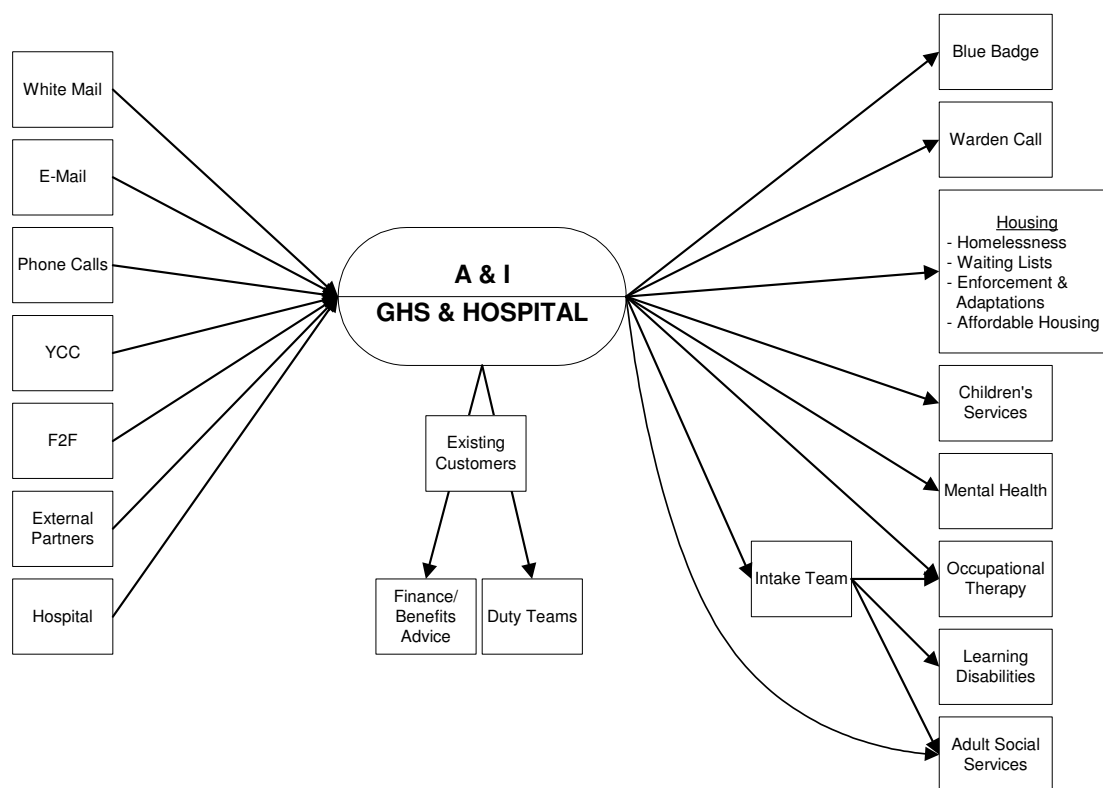 White Mail
E-Mail
Phone Calls
YCC
F2F
External
Partners
Hospital
A & I
GHS & HOSPITAL
Existing
Customers
Finance/
Benefits
Advice
Duty Teams
Intake Team
Blue Badge
Warden Call
Housing
- Homelessness
- Waiting Lists
- Enforcement &
Adaptations
- Affordable Housing
Children's
Services
Mental Health
Occupational
Therapy
Learning
Disabilities
Adult Social
Services